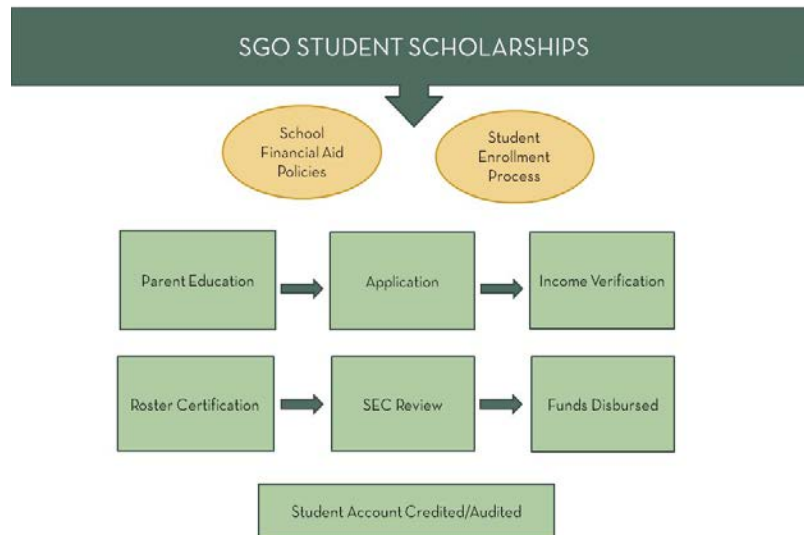 SGO STUDENT SCHOLARSHIPS
School
Financial Aid
Policies
Student
Enrollment
Process
Parent Education
Application
Income Verification
Roster Certification
SEC Review
Funds Disbursed
Student Account Credited/Audited